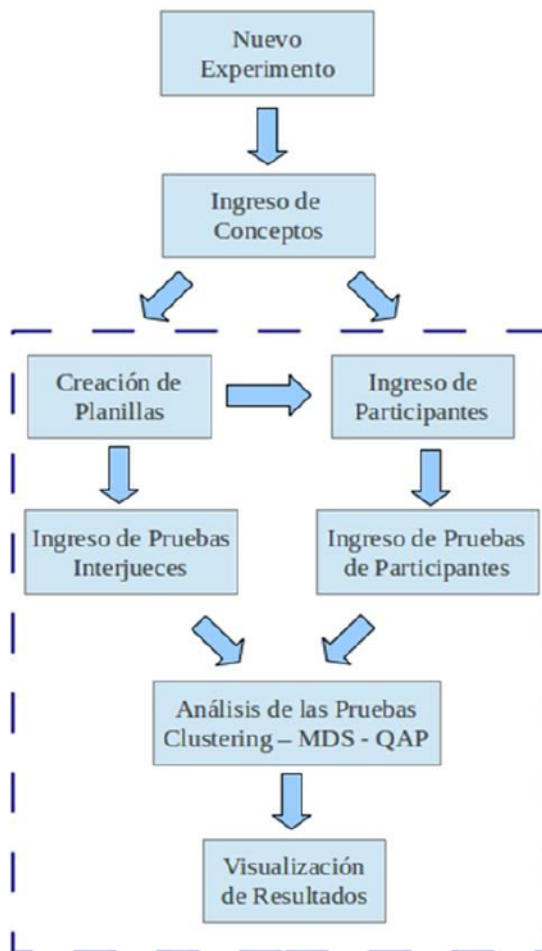 Nuevo
Experimento
Ingreso de
Conceptos
Creación de
Planillas
Ingreso de
Participantes
Ingreso de Pruebas
Interjueces
Ingreso de Pruebas
de Participantes
Análisis de las Pruebas
Clustering – MDS - QAP
Visualización
de Resultados